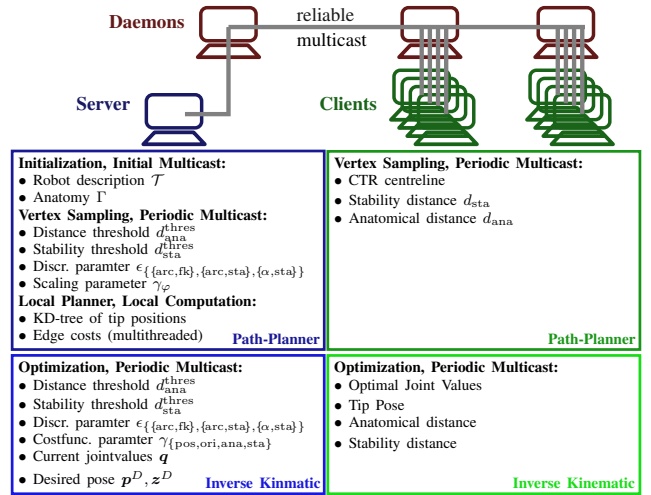 Daemons
reliable
multicast
Server
Clients
Initialization, Initial Multicast:
• Robot description 𝒯
• Anatomy Γ
Vertex Sampling, Periodic Multicast:
• Distance threshold d_ana^thres
• Stability threshold d_sta^thres
• Discr. paramter ϵ_{{arc,fk},{arc,sta},{α,sta}}
• Scaling parameter γ_φ
Local Planner, Local Computation:
• KD-tree of tip positions
• Edge costs (multithreaded)
Path-Planner
Vertex Sampling, Periodic Multicast:
• CTR centreline
• Stability distance d_sta
• Anatomical distance d_ana
Path-Planner
Optimization, Periodic Multicast:
• Distance threshold d_ana^thres
• Stability threshold d_sta^thres
• Discr. paramter ϵ_{{arc,fk},{arc,sta},{α,sta}}
• Costfunc. paramter γ_{pos,ori,ana,sta}
• Current jointvalues q
• Desired pose p^D, z^D
Inverse Kinmatic
Optimization, Periodic Multicast:
• Optimal Joint Values
• Tip Pose
• Anatomical distance
• Stability distance
Inverse Kinematic